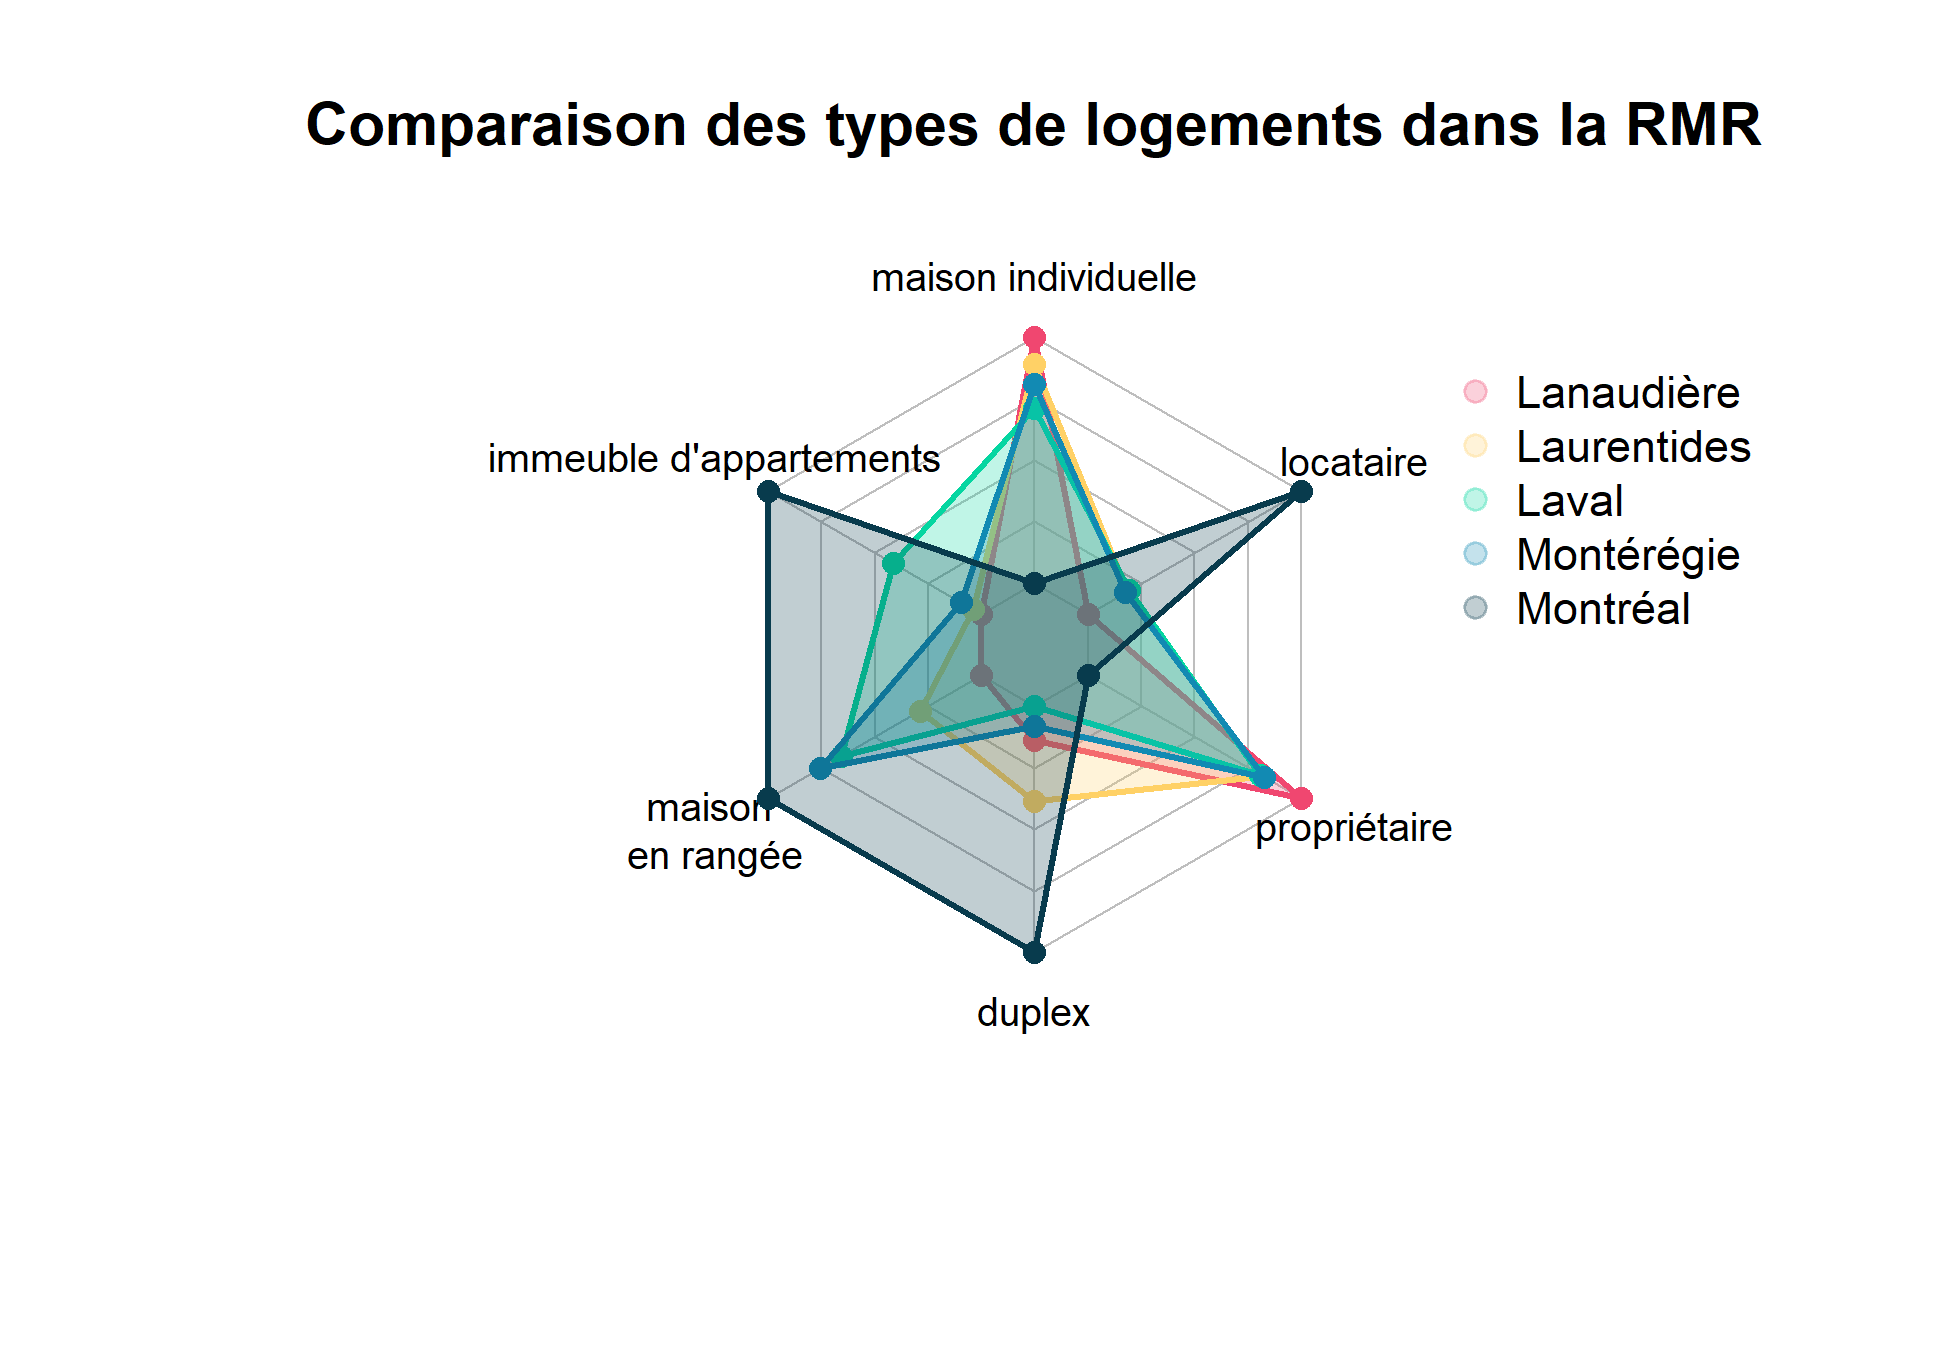 Comparaison des types de logements dans la RMR
maison individuelle
immeuble d'appartements
locataire
maison
en rangée
propriétaire
duplex
Lanaudière
Laurentides
Laval
Montérégie
Montréal